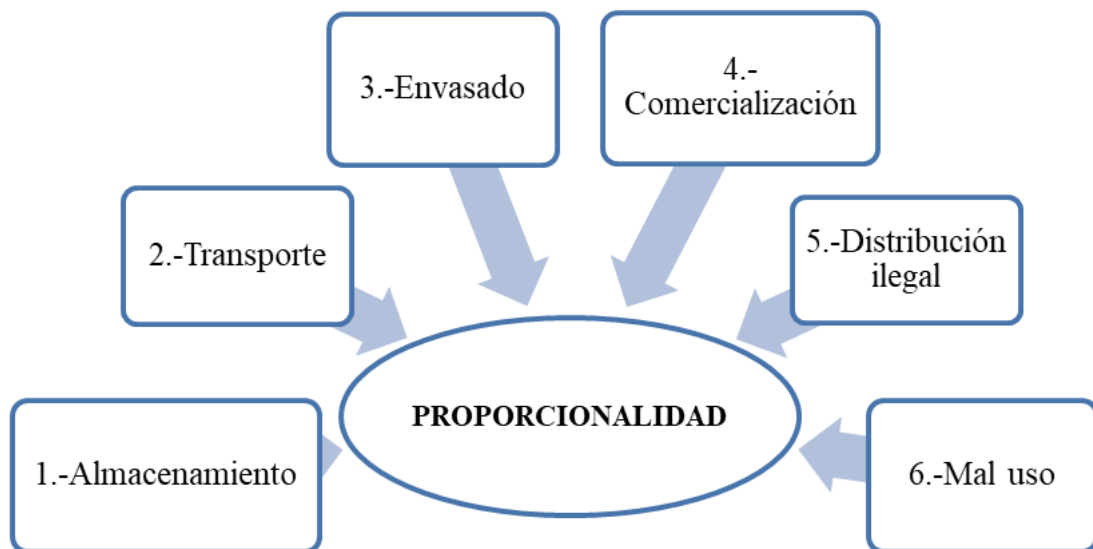 3.-Envasado
4.-
Comercialización
2.-Transporte
5.-Distribución
ilegal
PROPORCIONALIDAD
1.-Almacenamiento
6.-Mal uso